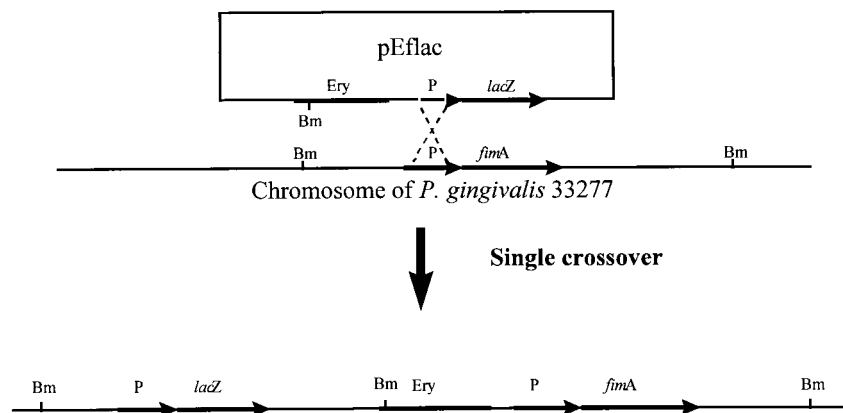 pEflac
Ery P lacZ
Bm
Bm P fimA Bm
Chromosome of P. gingivalis 33277
Single crossover
Bm P lacZ Bm Ery P fimA Bm